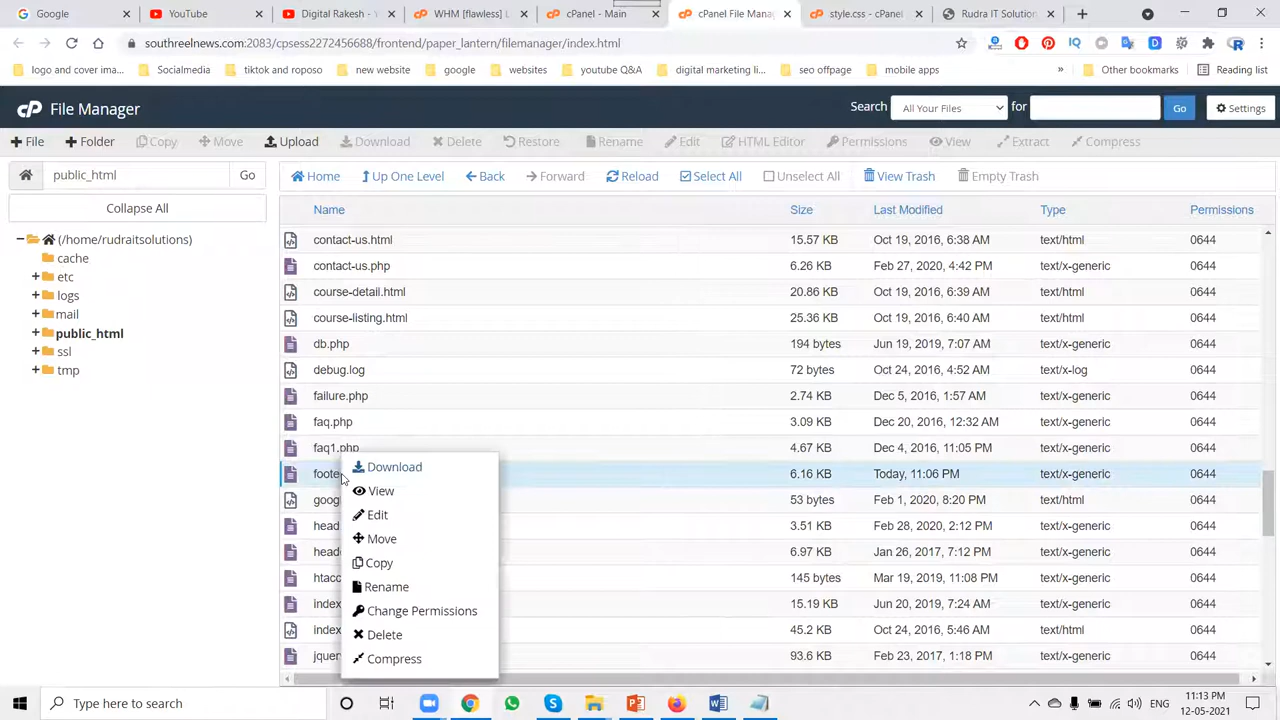 Google
YouTube
Digital Rakesh - V
WHM [flawless] L
cPanel - Main
cPanel File Mana
style.css - cPanel
Rudra IT Solution
southreelnews.com:2083/cpsess2272456688/frontend/paper_lantern/filemanager/index.html
logo and cover ima...
Socialmedia
tiktok and roposo
new website
google
websites
youtube Q&A
digital marketing li...
seo offpage
mobile apps
»
Other bookmarks
Reading list
cP File Manager
Search
All Your Files
for
Go
Settings
File
Folder
Copy
Move
Upload
Download
Delete
Restore
Rename
Edit
HTML Editor
Permissions
View
Extract
Compress
public_html
Go
Home
Up One Level
Back
Forward
Reload
Select All
Unselect All
View Trash
Empty Trash
Collapse All
(/home/rudraitsolutions)
cache
etc
logs
mail
public_html
ssl
tmp
Name Size Last Modified Type Permissions
contact-us.html 15.57 KB Oct 19, 2016, 6:38 AM text/html 0644
contact-us.php 6.26 KB Feb 27, 2020, 4:42 PM text/x-generic 0644
course-detail.html 20.86 KB Oct 19, 2016, 6:39 AM text/html 0644
course-listing.html 25.36 KB Oct 19, 2016, 6:40 AM text/html 0644
db.php 194 bytes Jun 19, 2019, 7:07 AM text/x-generic 0644
debug.log 72 bytes Oct 24, 2016, 4:52 AM text/x-log 0644
failure.php 2.74 KB Dec 5, 2016, 1:57 AM text/x-generic 0644
faq.php 3.09 KB Dec 20, 2016, 12:32 AM text/x-generic 0644
faq1.php 4.67 KB Dec 4, 2016, 11:05 PM text/x-generic 0644
foote 6.16 KB Today, 11:06 PM text/x-generic 0644
goog 53 bytes Feb 1, 2020, 8:20 PM text/html 0644
head 3.51 KB Feb 28, 2020, 2:12 PM text/x-generic 0644
head 6.97 KB Jan 26, 2017, 7:12 PM text/x-generic 0644
htacc 145 bytes Mar 19, 2019, 11:08 PM text/x-generic 0644
index 15.19 KB Jun 20, 2019, 7:24 AM text/x-generic 0644
index 45.2 KB Oct 24, 2016, 5:46 AM text/html 0644
jquer 93.6 KB Feb 23, 2017, 1:18 PM text/x-generic 0644
Download
View
Edit
Move
Copy
Rename
Change Permissions
Delete
Compress
Type here to search
ENG
11:13 PM
12-05-2021